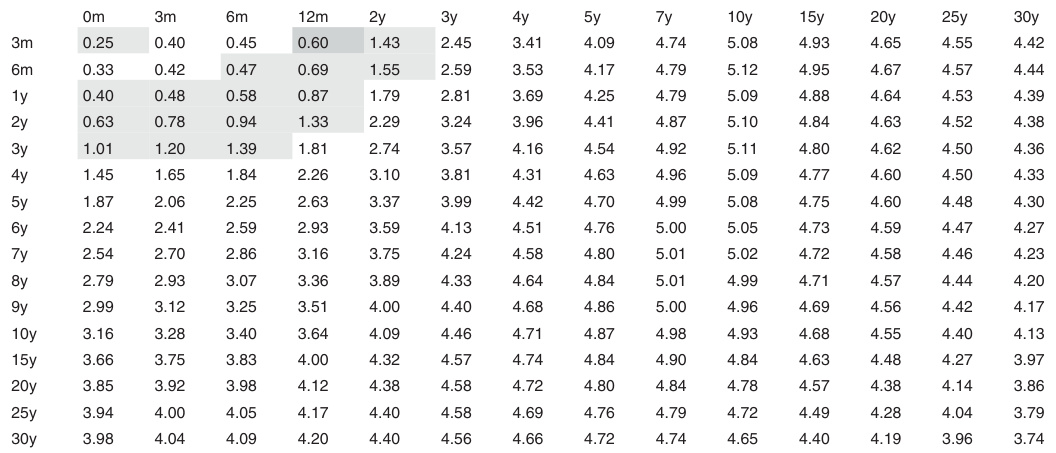 0m 3m 6m 12m 2y 3y 4y 5y 7y 10y 15y 20y 25y 30y
3m 0.25 0.40 0.45 0.60 1.43 2.45 3.41 4.09 4.74 5.08 4.93 4.65 4.55 4.42
6m 0.33 0.42 0.47 0.69 1.55 2.59 3.53 4.17 4.79 5.12 4.95 4.67 4.57 4.44
1y 0.40 0.48 0.58 0.87 1.79 2.81 3.69 4.25 4.79 5.09 4.88 4.64 4.53 4.39
2y 0.63 0.78 0.94 1.33 2.29 3.24 3.96 4.41 4.87 5.10 4.84 4.63 4.52 4.38
3y 1.01 1.20 1.39 1.81 2.74 3.57 4.16 4.54 4.92 5.11 4.80 4.62 4.50 4.36
4y 1.45 1.65 1.84 2.26 3.10 3.81 4.31 4.63 4.96 5.09 4.77 4.60 4.50 4.33
5y 1.87 2.06 2.25 2.63 3.37 3.99 4.42 4.70 4.99 5.08 4.75 4.60 4.48 4.30
6y 2.24 2.41 2.59 2.93 3.59 4.13 4.51 4.76 5.00 5.05 4.73 4.59 4.47 4.27
7y 2.54 2.70 2.86 3.16 3.75 4.24 4.58 4.80 5.01 5.02 4.72 4.58 4.46 4.23
8y 2.79 2.93 3.07 3.36 3.89 4.33 4.64 4.84 5.01 4.99 4.71 4.57 4.44 4.20
9y 2.99 3.12 3.25 3.51 4.00 4.40 4.68 4.86 5.00 4.96 4.69 4.56 4.42 4.17
10y 3.16 3.28 3.40 3.64 4.09 4.46 4.71 4.87 4.98 4.93 4.68 4.55 4.40 4.13
15y 3.66 3.75 3.83 4.00 4.32 4.57 4.74 4.84 4.90 4.84 4.63 4.48 4.27 3.97
20y 3.85 3.92 3.98 4.12 4.38 4.58 4.72 4.80 4.84 4.78 4.57 4.38 4.14 3.86
25y 3.94 4.00 4.05 4.17 4.40 4.58 4.69 4.76 4.79 4.72 4.49 4.28 4.04 3.79
30y 3.98 4.04 4.09 4.20 4.40 4.56 4.66 4.72 4.74 4.65 4.40 4.19 3.96 3.74